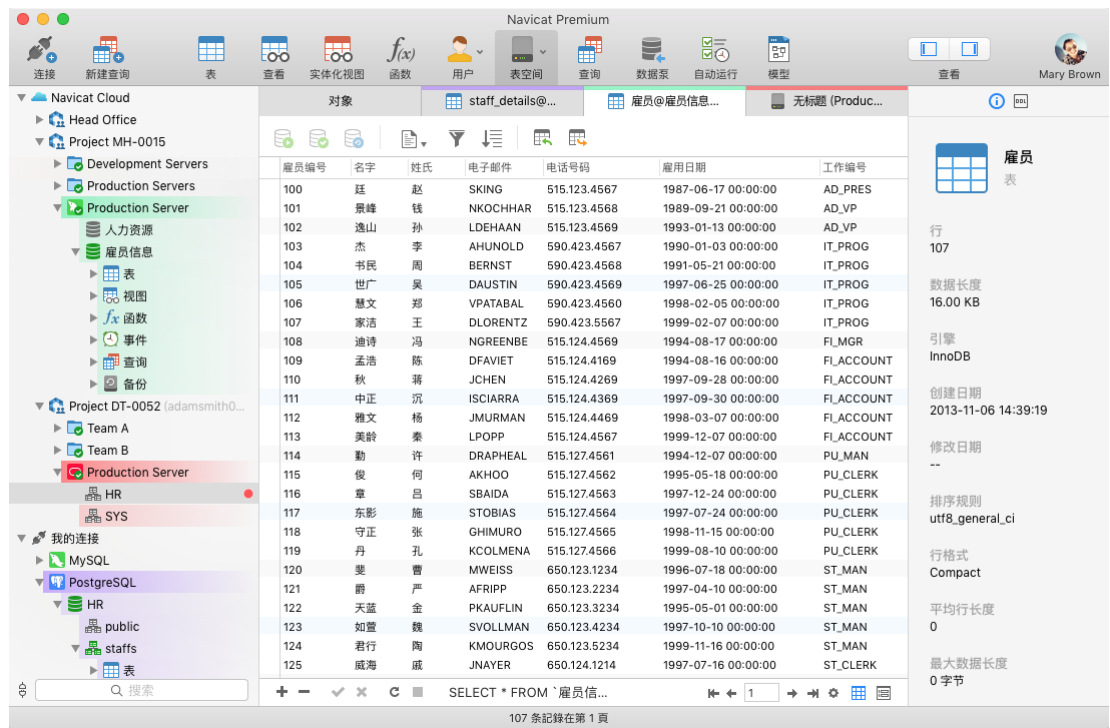 Navicat Premium
连接 新建查询 表 查看 实体化视图 函数 用户 表空间 查询 数据泵 自动运行 模型 查看 Mary Brown
Navicat Cloud
Head Office
Project MH-0015
Development Servers
Production Servers
Production Server
人力资源
雇员信息
表
视图
函数
事件
查询
备份
Project DT-0052 (adamsmith0...
Team A
Team B
Production Server
HR
SYS
我的连接
MySQL
PostgreSQL
HR
public
staffs
表
搜索
对象 staff_details@... 雇员@雇员信息... 无标题 (Produc...
雇员编号 名字 姓氏 电子邮件 电话号码 雇用日期 工作编号
100 廷 赵 SKING 515.123.4567 1987-06-17 00:00:00 AD_PRES
101 景峰 钱 NKOCHHAR 515.123.4568 1989-09-21 00:00:00 AD_VP
102 逸山 孙 LDEHAAN 515.123.4569 1993-01-13 00:00:00 AD_VP
103 杰 李 AHUNOLD 590.423.4567 1990-01-03 00:00:00 IT_PROG
104 书民 周 BERNST 590.423.4568 1991-05-21 00:00:00 IT_PROG
105 世广 吴 DAUSTIN 590.423.4569 1997-06-25 00:00:00 IT_PROG
106 慧文 郑 VPATABAL 590.423.4560 1998-02-05 00:00:00 IT_PROG
107 家洁 王 DLORENTZ 590.423.5567 1999-02-07 00:00:00 IT_PROG
108 迪诗 冯 NGREENBE 515.124.4569 1994-08-17 00:00:00 FI_MGR
109 孟浩 陈 DFAVIET 515.124.4169 1994-08-16 00:00:00 FI_ACCOUNT
110 秋 蒋 JCHEN 515.124.4269 1997-09-28 00:00:00 FI_ACCOUNT
111 中正 沉 ISCIARRA 515.124.4369 1997-09-30 00:00:00 FI_ACCOUNT
112 雅文 杨 JMURMAN 515.124.4469 1998-03-07 00:00:00 FI_ACCOUNT
113 美龄 秦 LPOPP 515.124.4567 1999-12-07 00:00:00 FI_ACCOUNT
114 勤 许 DRAPHEAL 515.127.4561 1994-12-07 00:00:00 PU_MAN
115 俊 何 AKHOO 515.127.4562 1995-05-18 00:00:00 PU_CLERK
116 章 吕 SBAIDA 515.127.4563 1997-12-24 00:00:00 PU_CLERK
117 东影 施 STOBIAS 515.127.4564 1997-07-24 00:00:00 PU_CLERK
118 守正 张 GHIMURO 515.127.4565 1998-11-15 00:00:00 PU_CLERK
119 丹 孔 KCOLMENA 515.127.4566 1999-08-10 00:00:00 PU_CLERK
120 斐 曹 MWEISS 650.123.1234 1996-07-18 00:00:00 ST_MAN
121 爵 严 AFRIPP 650.123.2234 1997-04-10 00:00:00 ST_MAN
122 天蓝 金 PKAUFLIN 650.123.3234 1995-05-01 00:00:00 ST_MAN
123 如萱 魏 SVOLLMAN 650.123.4234 1997-10-10 00:00:00 ST_MAN
124 君行 陶 KMOURGOS 650.123.5234 1999-11-16 00:00:00 ST_MAN
125 威海 戚 JNAYER 650.124.1214 1997-07-16 00:00:00 ST_CLERK
SELECT * FROM `雇员信... 1
DDL
雇员
表
行
107
数据长度
16.00 KB
引擎
InnoDB
创建日期
2013-11-06 14:39:19
修改日期
--
排序规则
utf8_general_ci
行格式
Compact
平均行长度
0
最大数据长度
0 字节
107 条記錄在第 1 頁